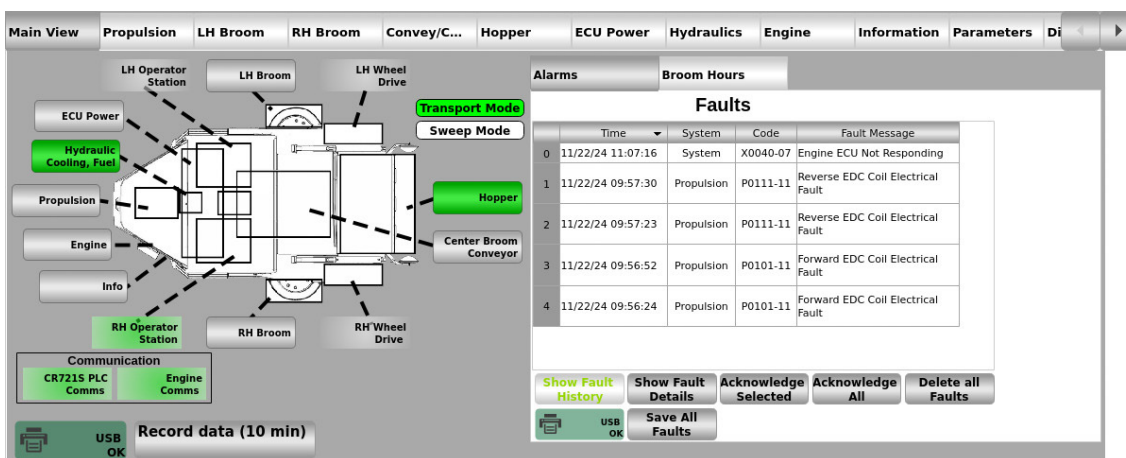 Main View Propulsion LH Broom RH Broom Convey/C... Hopper ECU Power Hydraulics Engine Information Parameters Di
LH Operator
Station
LH Broom
LH Wheel
Drive
ECU Power
Transport Mode
Sweep Mode
Hydraulic
Cooling, Fuel
Propulsion
Hopper
Engine
Center Broom
Conveyor
Info
RH Operator
Station
RH Broom
RH Wheel
Drive
Communication
CR721S PLC
Comms
Engine
Comms
USB
OK
Record data (10 min)
Alarms Broom Hours
Faults
Time System Code Fault Message
0 11/22/24 11:07:16 System X0040-07 Engine ECU Not Responding
1 11/22/24 09:57:30 Propulsion P0111-11 Reverse EDC Coil Electrical
Fault
2 11/22/24 09:57:23 Propulsion P0111-11 Reverse EDC Coil Electrical
Fault
3 11/22/24 09:56:52 Propulsion P0101-11 Forward EDC Coil Electrical
Fault
4 11/22/24 09:56:24 Propulsion P0101-11 Forward EDC Coil Electrical
Fault
Show Fault
History
Show Fault
Details
Acknowledge
Selected
Acknowledge
All
Delete all
Faults
USB
OK
Save All
Faults